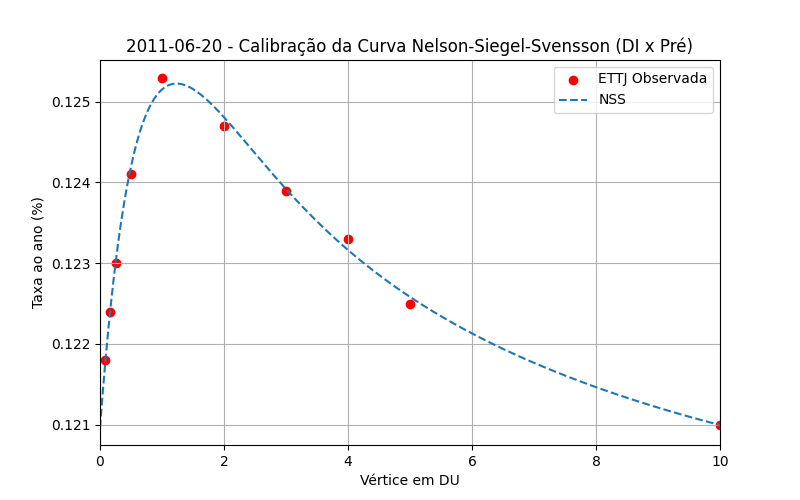 2011-06-20 - Calibração da Curva Nelson-Siegel-Svensson (DI x Pré)
ETTJ Observada
NSS
Taxa ao ano (%)
0.125
0.124
0.123
0.122
0.121
0 2 4 6 8 10
Vértice em DU